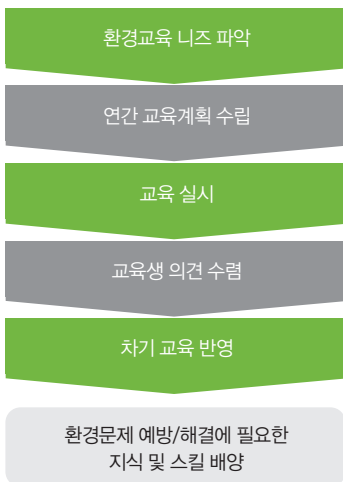 환경교육 니즈 파악
연간 교육계획 수립
교육 실시
교육생 의견 수렴
차기 교육 반영
환경문제 예방/해결에 필요한
지식 및 스킬 배양